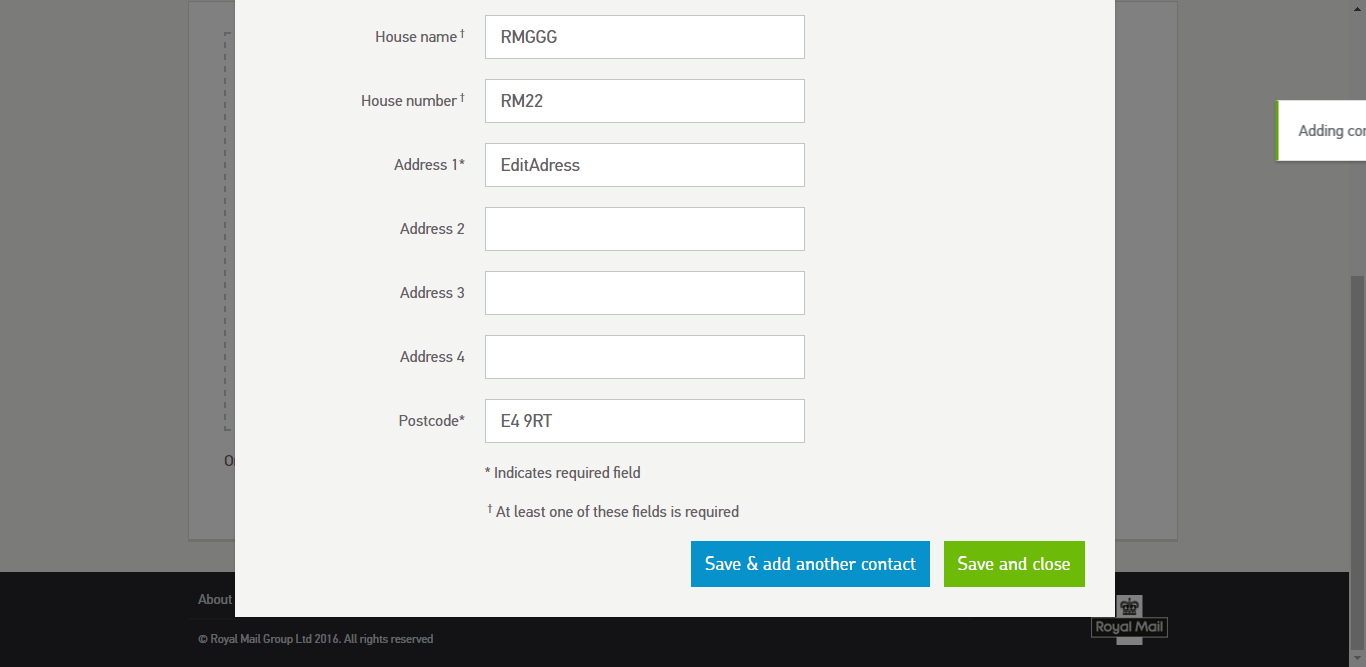 House name †
RMGGG
House number †
RM22
Address 1*
EditAdress
Address 2
Address 3
Address 4
Postcode*
E4 9RT
* Indicates required field
† At least one of these fields is required
Save & add another contact
Save and close
Adding
About
© Royal Mail Group Ltd 2016. All rights reserved
Royal Mail